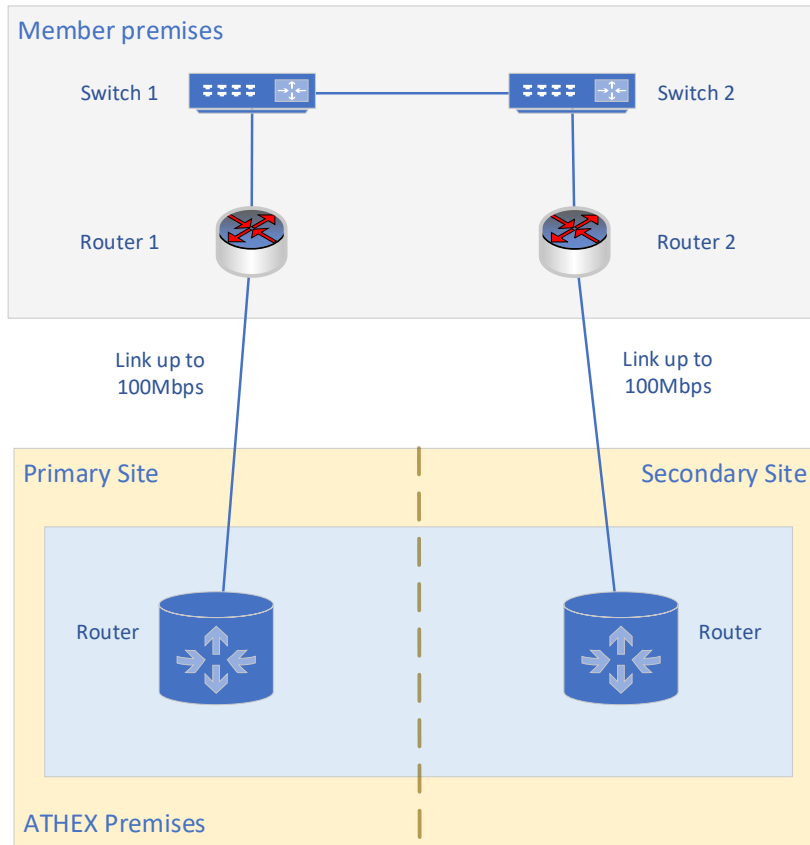 Member premises
Switch 1
Switch 2
Router 1
Router 2
Link up to
100Mbps
Link up to
100Mbps
Primary Site
Secondary Site
Router
Router
ATHEX Premises